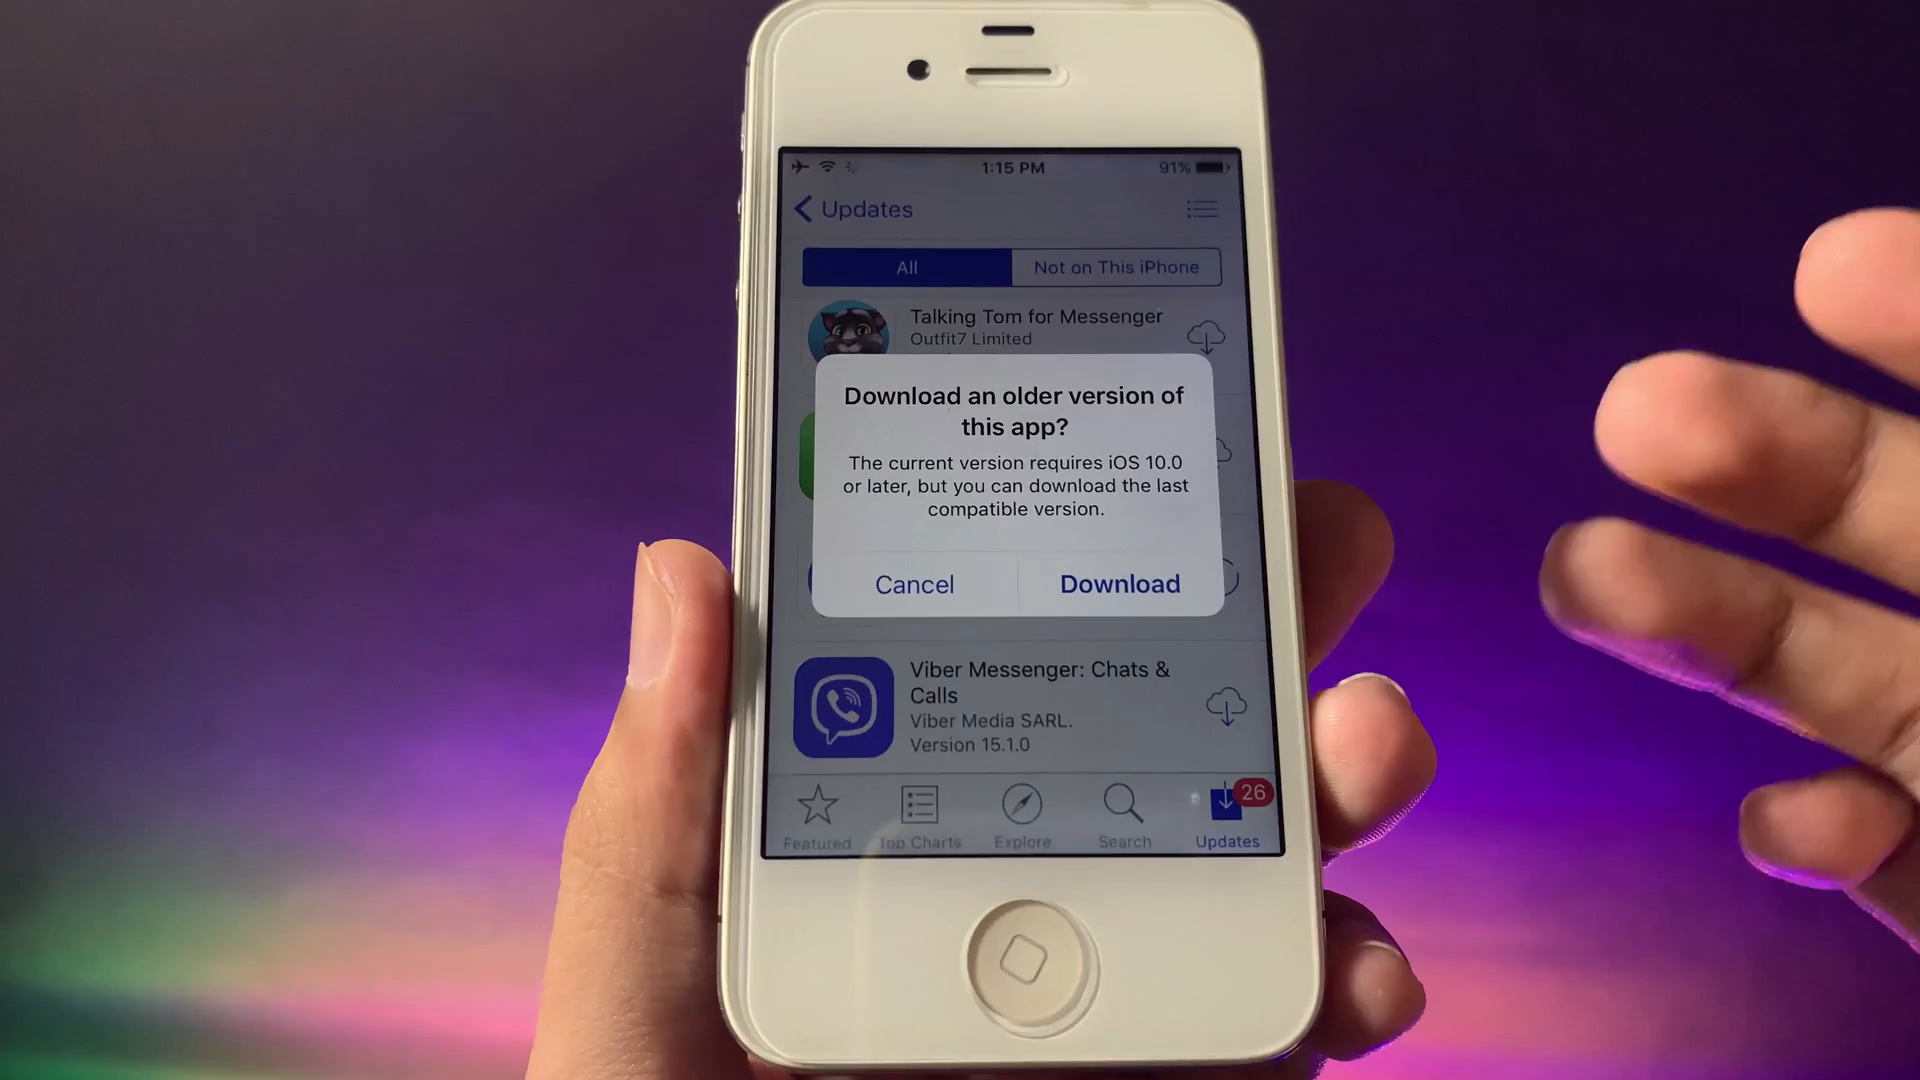 1:15 PM
91%
Updates
All
Not on This iPhone
Talking Tom for Messenger
Outfit7 Limited
Download an older version of
this app?
The current version requires iOS 10.0
or later, but you can download the last
compatible version.
Cancel
Download
Viber Messenger: Chats &
Calls
Viber Media SARL.
Version 15.1.0
26
Featured
Top Charts
Explore
Search
Updates